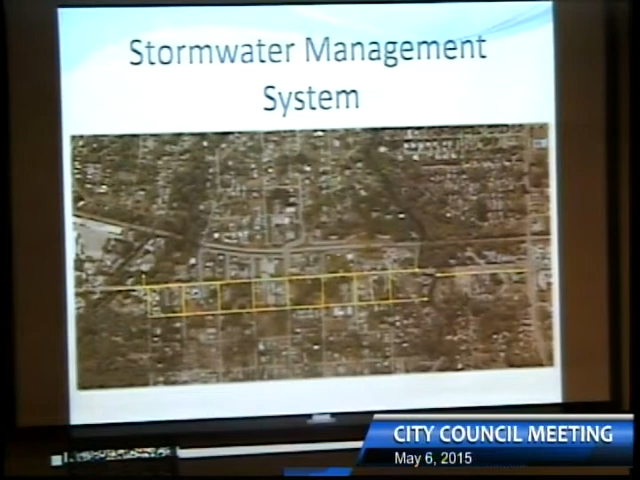 Stormwater Management
System
CITY COUNCIL MEETING
May 6, 2015